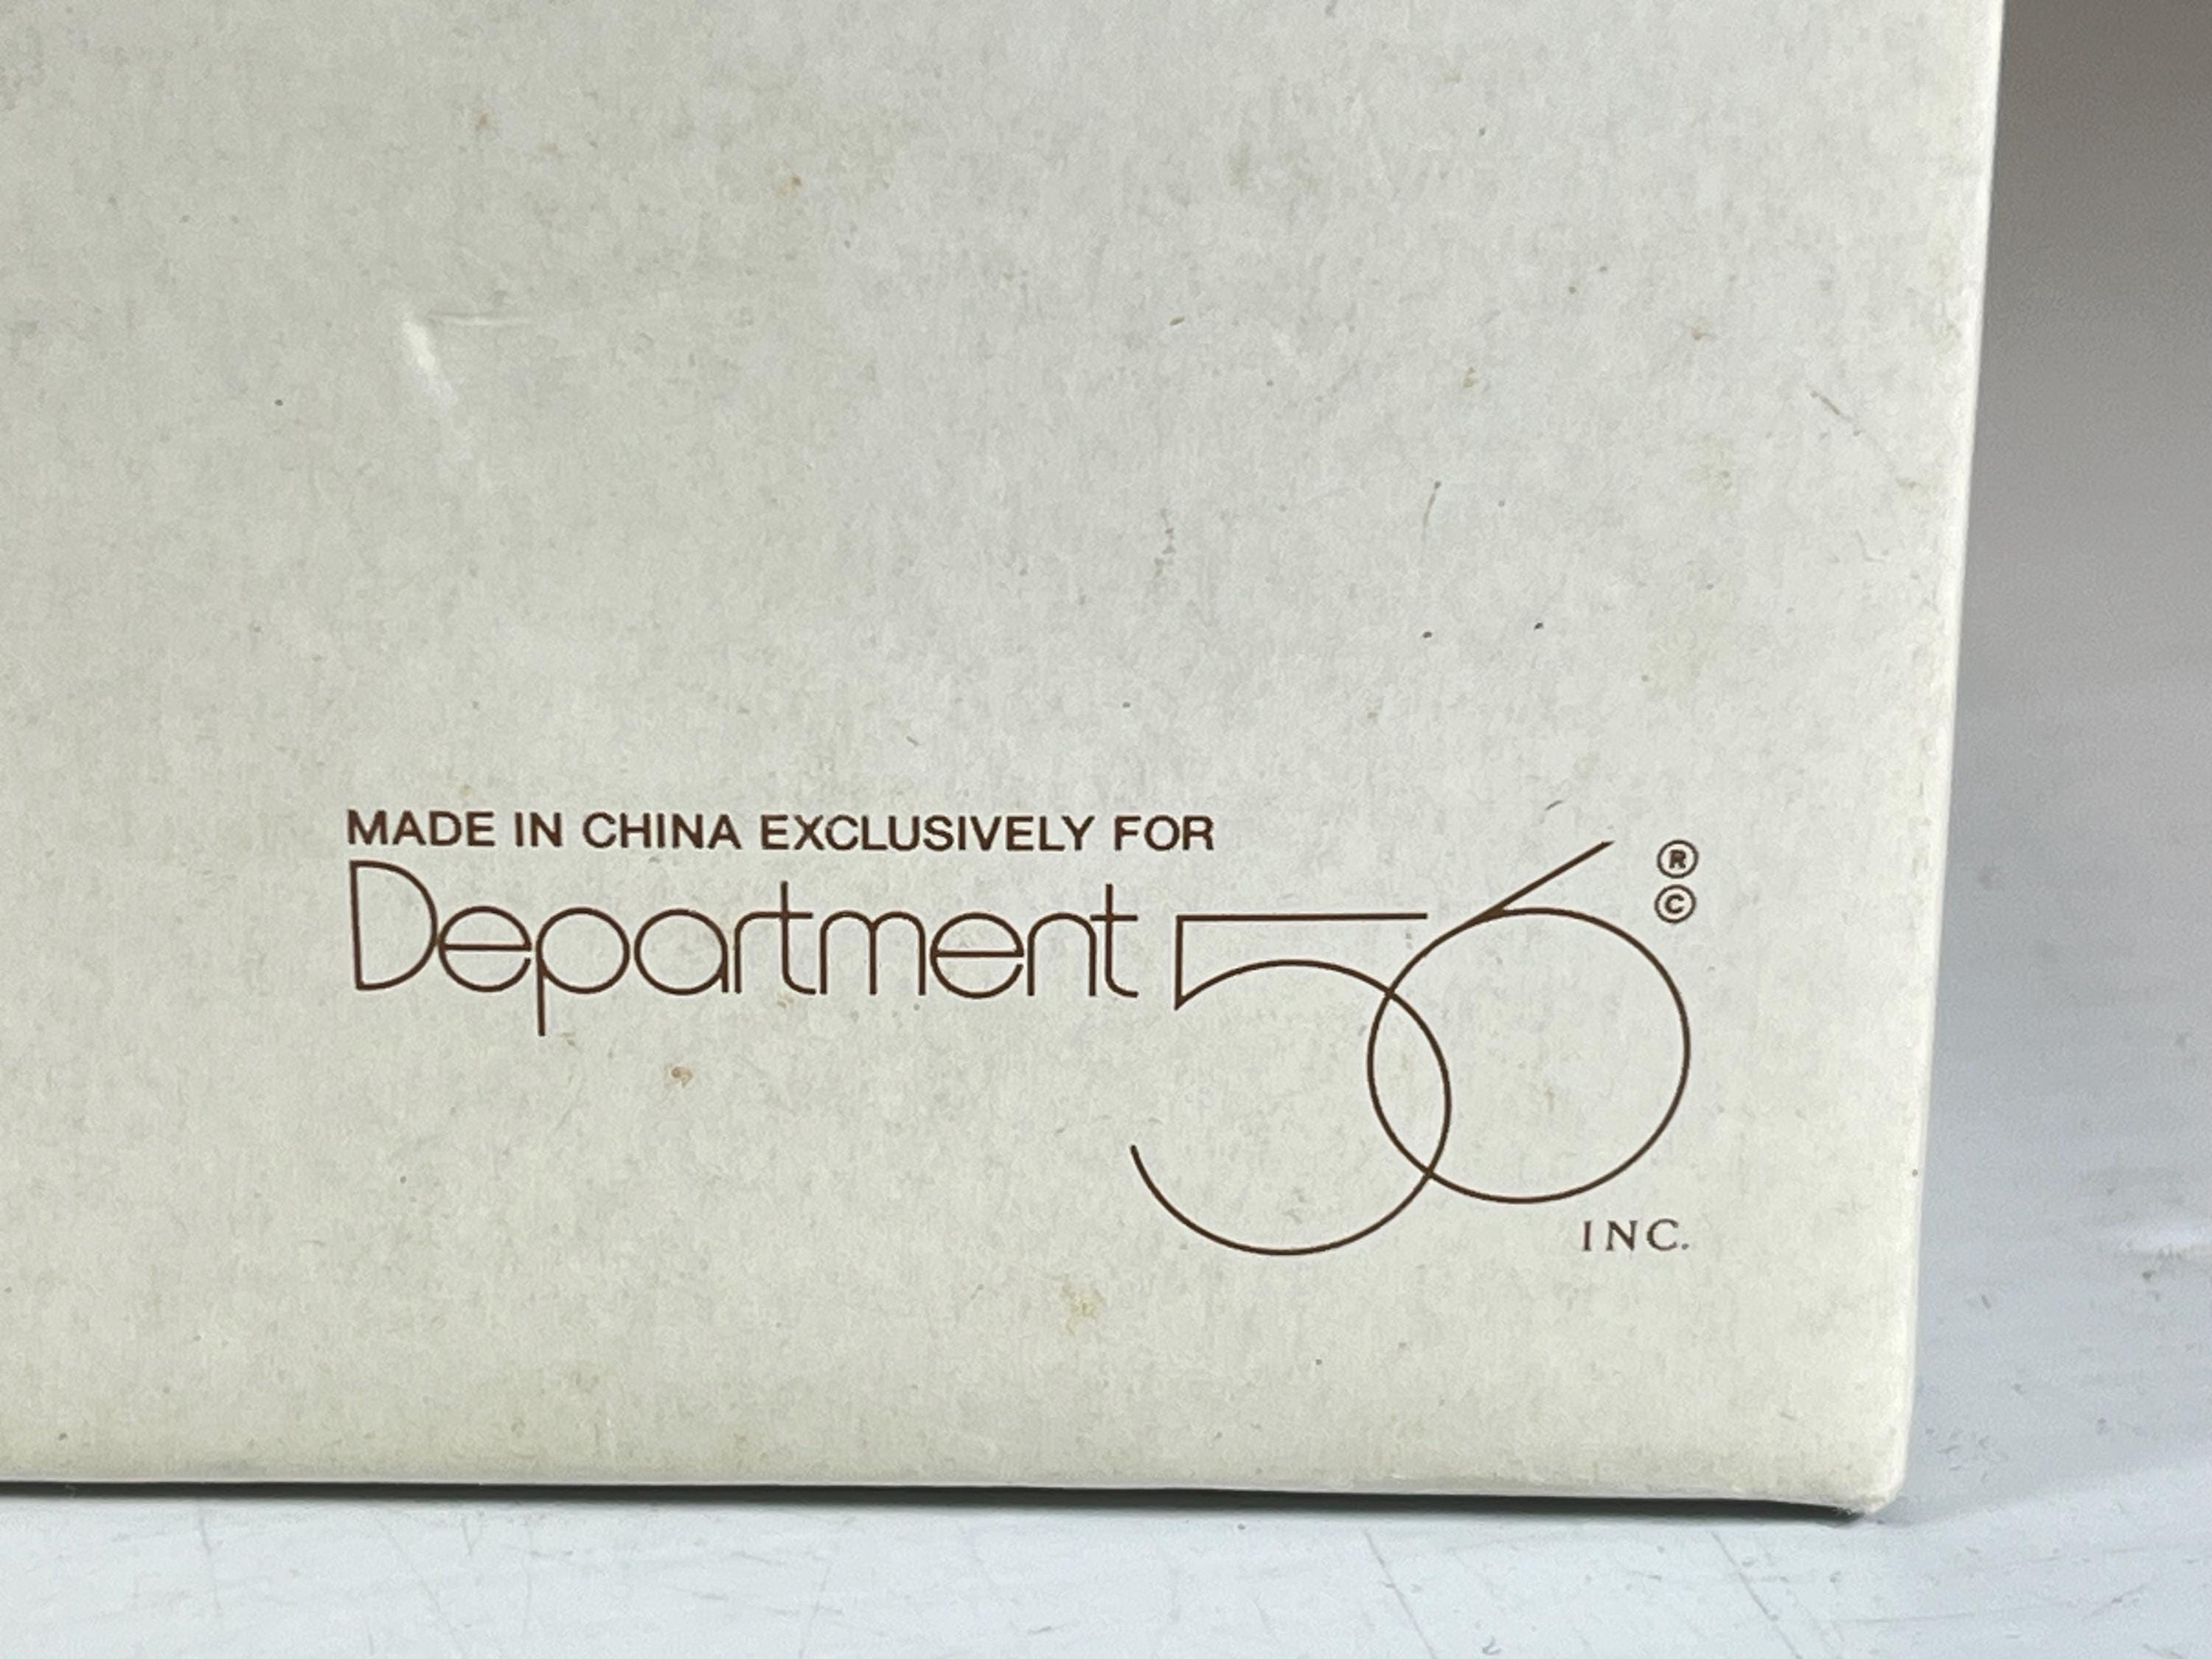 MADE IN CHINA EXCLUSIVELY FOR
Department 56 ® ©
INC.